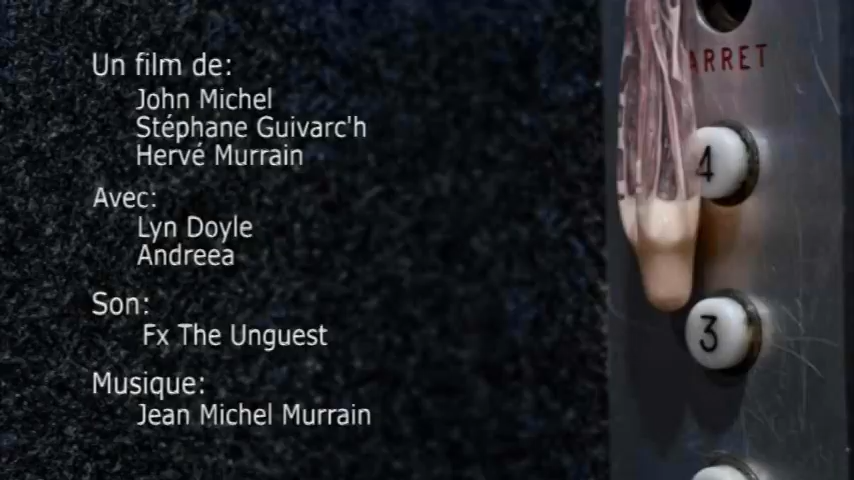 Un film de:
John Michel
Stéphane Guivarc'h
Hervé Murrain
Avec:
Lyn Doyle
Andreea
Son:
Fx The Unguest
Musique:
Jean Michel Murrain
ARRET
4
3